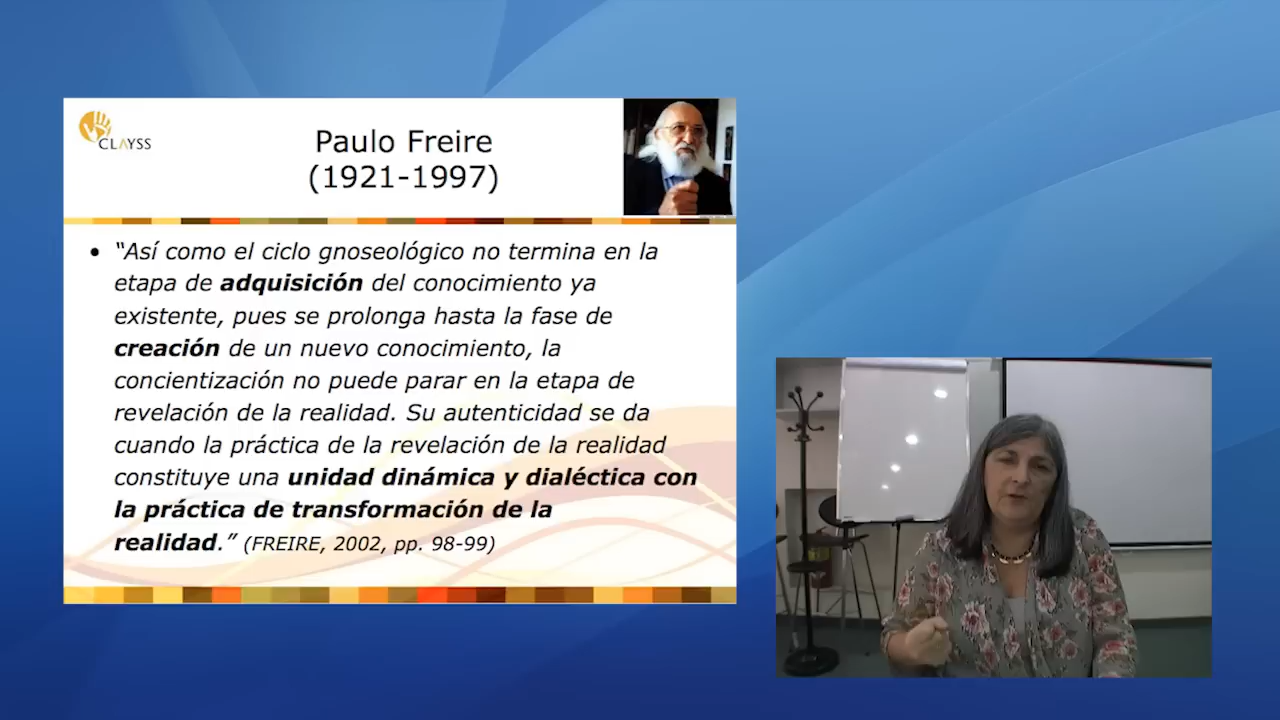 CLAYSS
Paulo Freire
(1921-1997)
• “Así como el ciclo gnoseológico no termina en la
etapa de adquisición del conocimiento ya
existente, pues se prolonga hasta la fase de
creación de un nuevo conocimiento, la
concientización no puede parar en la etapa de
revelación de la realidad. Su autenticidad se da
cuando la práctica de la revelación de la realidad
constituye una unidad dinámica y dialéctica con
la práctica de transformación de la
realidad.” (FREIRE, 2002, pp. 98-99)